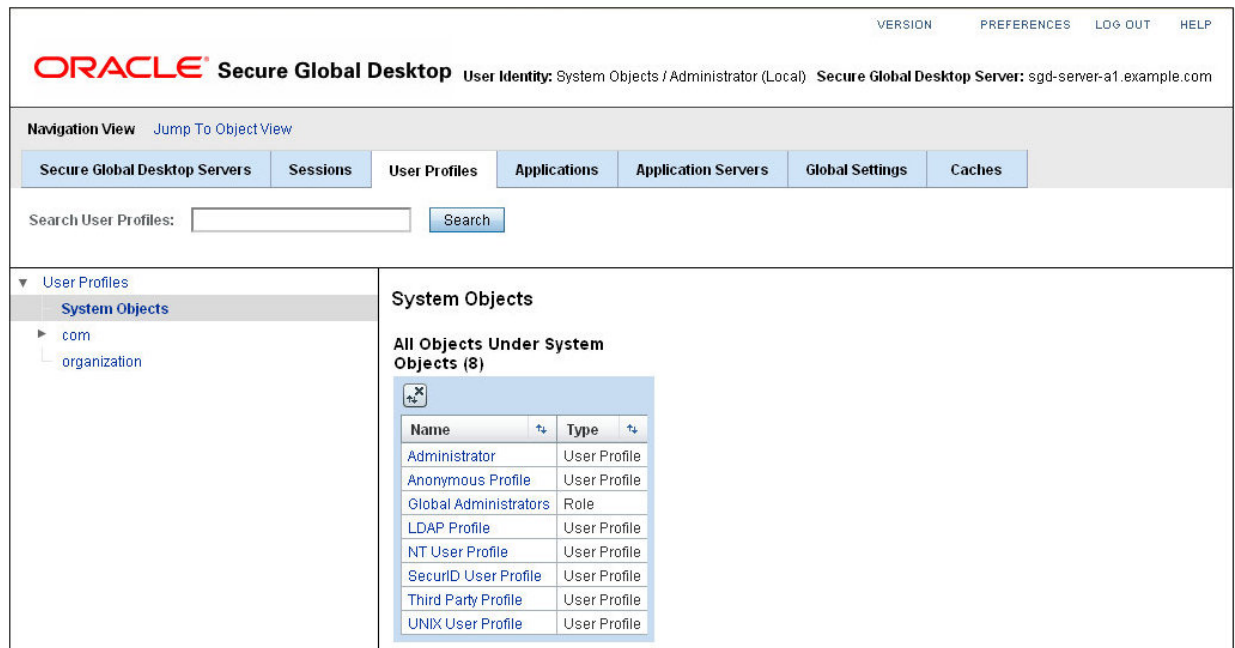 VERSION PREFERENCES LOG OUT HELP
ORACLE Secure Global Desktop User Identity: System Objects / Administrator (Local) Secure Global Desktop Server: sgd-server-a1.example.com
Navigation View Jump To Object View
Secure Global Desktop Servers Sessions User Profiles Applications Application Servers Global Settings Caches
Search User Profiles: Search
User Profiles
System Objects
com
organization
System Objects
All Objects Under System
Objects (8)
Name Type
Administrator User Profile
Anonymous Profile User Profile
Global Administrators Role
LDAP Profile User Profile
NT User Profile User Profile
SecurID User Profile User Profile
Third Party Profile User Profile
UNIX User Profile User Profile